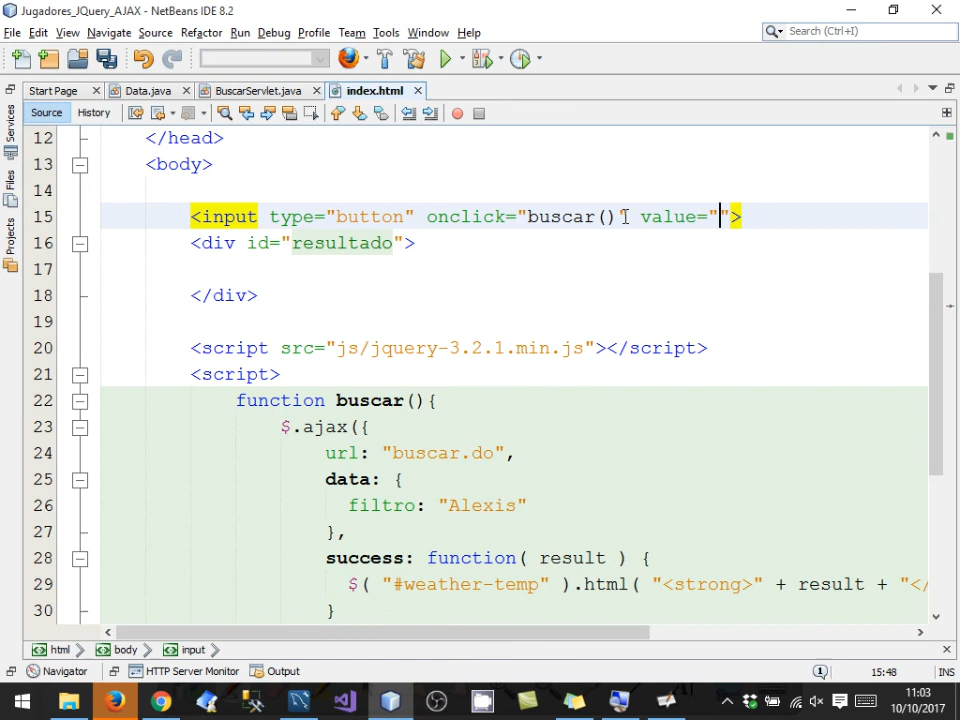 Jugadores_JQuery_AJAX - NetBeans IDE 8.2
File Edit View Navigate Source Refactor Run Debug Profile Team Tools Window Help
Search (Ctrl+I)
Start Page Data.java BuscarServlet.java index.html
Source History
Services
Files
Projects
12 </head>
13 <body>
14
15 <input type="button" onclick="buscar()" value="">
16 <div id="resultado">
17
18 </div>
19
20 <script src="js/jquery-3.2.1.min.js"></script>
21 <script>
22 function buscar(){
23 $.ajax({
24 url: "buscar.do",
25 data: {
26 filtro: "Alexis"
27 },
28 success: function( result ) {
29 $( "#weather-temp" ).html( "<strong>" + result + "</
30 }
html body input
Navigator HTTP Server Monitor Output
1 15:48 INS
11:03
10/10/2017